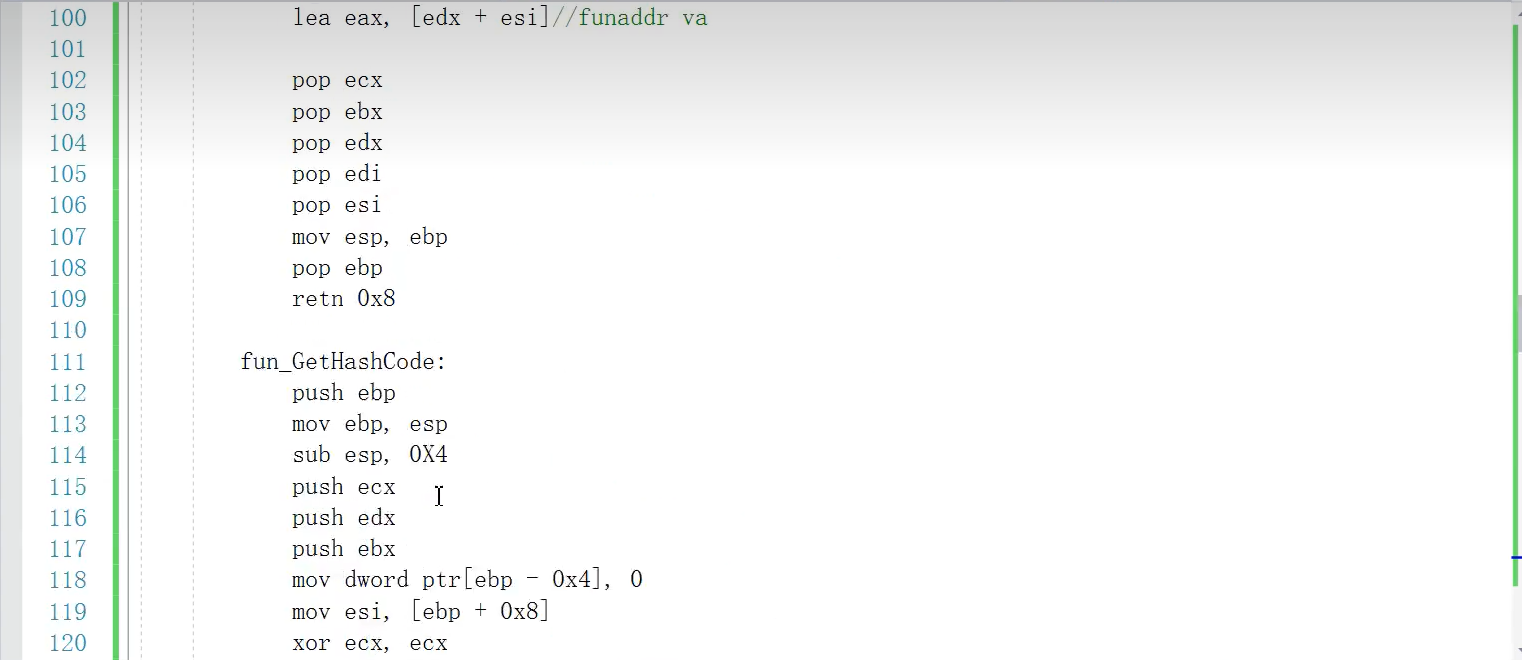 100 lea eax, [edx + esi]//funaddr va
101
102 pop ecx
103 pop ebx
104 pop edx
105 pop edi
106 pop esi
107 mov esp, ebp
108 pop ebp
109 retn 0x8
110
111 fun_GetHashCode:
112 push ebp
113 mov ebp, esp
114 sub esp, 0X4
115 push ecx
116 push edx
117 push ebx
118 mov dword ptr[ebp - 0x4], 0
119 mov esi, [ebp + 0x8]
120 xor ecx, ecx